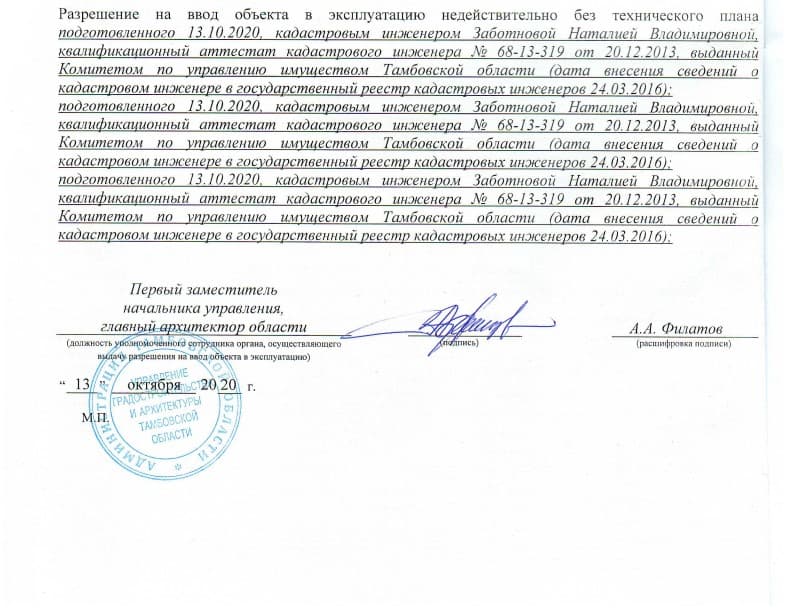 Разрешение на ввод объекта в эксплуатацию недействительно без технического плана
подготовленного 13.10.2020, кадастровым инженером Заботновой Наталией Владимировной,
квалификационный аттестат кадастрового инженера № 68-13-319 от 20.12.2013, выданный
Комитетом по управлению имуществом Тамбовской области (дата внесения сведений о
кадастровом инженере в государственный реестр кадастровых инженеров 24.03.2016);
подготовленного 13.10.2020, кадастровым инженером Заботновой Наталией Владимировной,
квалификационный аттестат кадастрового инженера № 68-13-319 от 20.12.2013, выданный
Комитетом по управлению имуществом Тамбовской области (дата внесения сведений о
кадастровом инженере в государственный реестр кадастровых инженеров 24.03.2016);
подготовленного 13.10.2020, кадастровым инженером Заботновой Наталией Владимировной,
квалификационный аттестат кадастрового инженера № 68-13-319 от 20.12.2013, выданный
Комитетом по управлению имуществом Тамбовской области (дата внесения сведений о
кадастровом инженере в государственный реестр кадастровых инженеров 24.03.2016);
Первый заместитель
начальника управления,
главный архитектор области
А.А. Филатов
(должность уполномоченного сотрудника органа, осуществляющего
выдачу разрешения на ввод объекта в эксплуатацию)
(подпись)
(расшифровка подписи)
“ 13 ” октября 2020 г.
М.П.
АДМИНИСТРАЦИЯ ТАМБОВСКОЙ ОБЛАСТИ
УПРАВЛЕНИЕ
ГРАДОСТРОИТЕЛЬСТВА
И АРХИТЕКТУРЫ
ТАМБОВСКОЙ
ОБЛАСТИ